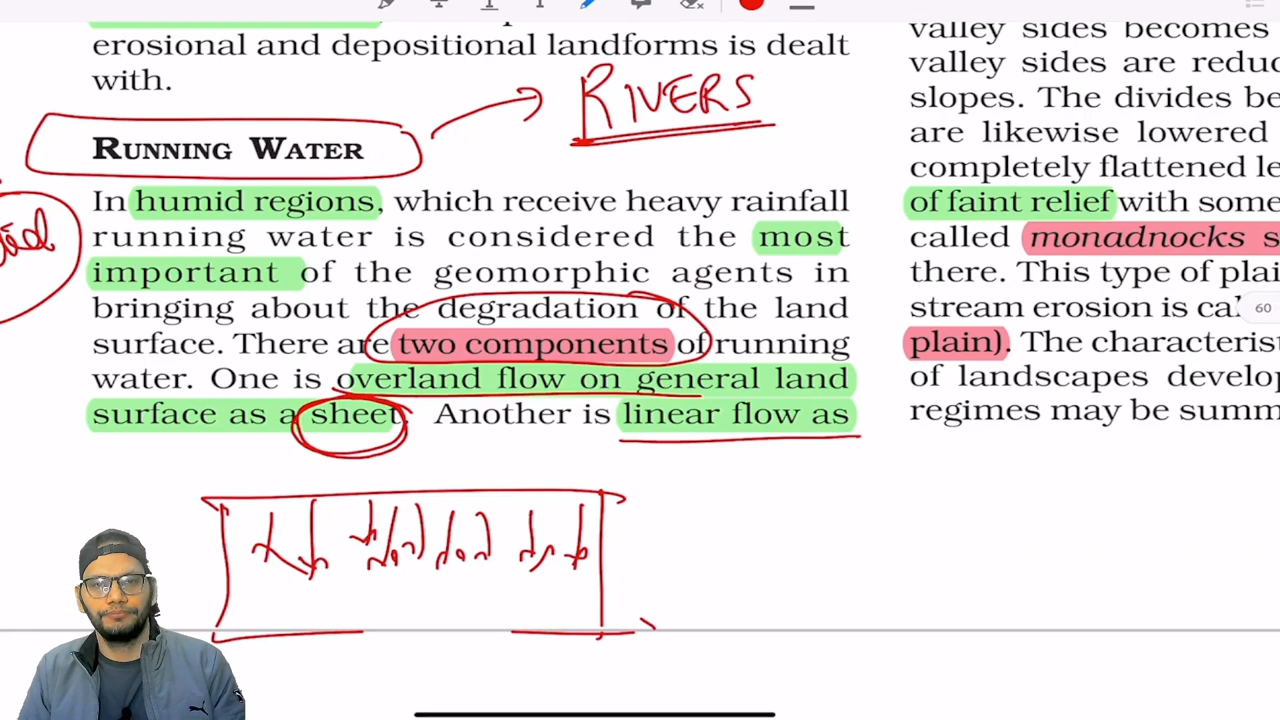 erosional and depositional landforms is dealt
with.
RIVERS
RUNNING WATER
In humid regions, which receive heavy rainfall
running water is considered the most
important of the geomorphic agents in
bringing about the degradation of the land
surface. There are two components of running
water. One is overland flow on general land
surface as a sheet. Another is linear flow as
valley sides becomes
valley sides are reduc
slopes. The divides be
are likewise lowered
completely flattened le
of faint relief with some
called monadnocks s
there. This type of plai
stream erosion is cal
plain). The characterist
of landscapes develop
regimes may be summ
60